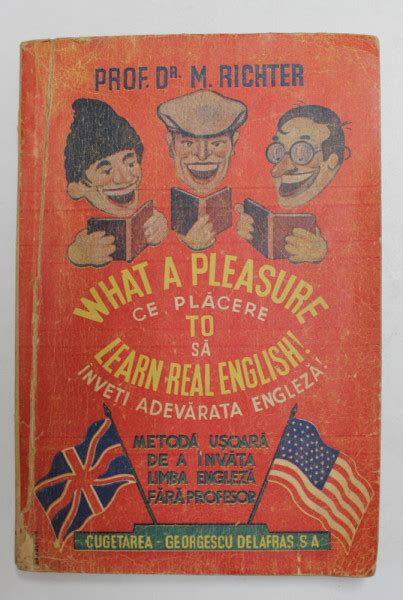 PROF. DR. M. RICHTER
WHAT A PLEASURE
CE PLĂCERE
TO
SĂ
LEARN REAL ENGLISH!
ÎNVEȚI ADEVĂRATA ENGLEZĂ!
METODĂ UȘOARĂ
DE A ÎNVĂȚA
LIMBA ENGLEZĂ
FĂRĂ PROFESOR
CUGETAREA - GEORGESCU DELAFRAS S.A